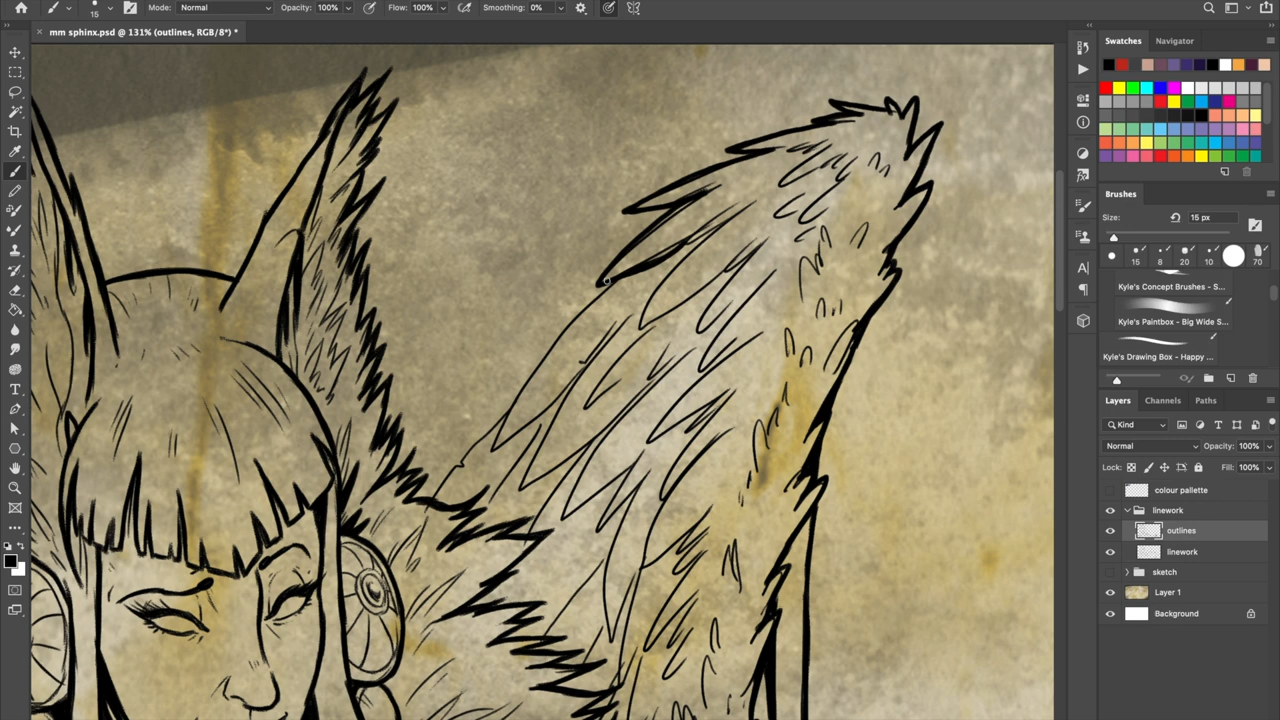 15
Mode: Normal
Opacity: 100%
Flow: 100%
Smoothing: 0%
× mm sphinx.psd @ 131% (outlines, RGB/8*) *
Swatches
Navigator
Brushes
Size:
15 px
15
8
20
10
70
Kyle's Concept Brushes - S...
Kyle's Paintbox - Big Wide S...
Kyle's Drawing Box - Happy ...
Layers
Channels
Paths
Kind
Normal
Opacity: 100%
Lock:
Fill: 100%
colour pallette
linework
outlines
linework
sketch
Layer 1
Background